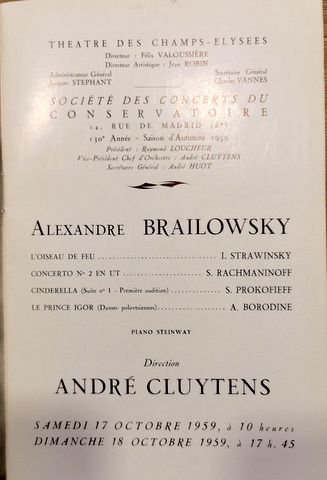 THEATRE DES CHAMPS-ELYSEES
Directeur : Félix VALOUSSIÈRE
Directeur Artistique : Jean ROBIN
Administrateur Général Secrétaire Général
Jacques STEPHANT Charles VANNES
SOCIÉTÉ DES CONCERTS DU
CONSERVATOIRE
14, RUE DE MADRID (8e)
130e Année - Saison d'Automne 1959
Président : Raymond LOUCHEUR
Vice-Président Chef d'Orchestre : André CLUYTENS
Secrétaire Général : André HUOT
ALEXANDRE BRAILOWSKY
L'OISEAU DE FEU I. STRAWINSKY
CONCERTO No 2 EN UT S. RACHMANINOFF
CINDERELLA (Suite no 1 - Première audition) S. PROKOFIEFF
LE PRINCE IGOR (Danses polovtsiennes) A. BORODINE
PIANO STEINWAY
Direction
ANDRÉ CLUYTENS
SAMEDI 17 OCTOBRE 1959, à 10 heures
DIMANCHE 18 OCTOBRE 1959, à 17 h. 45